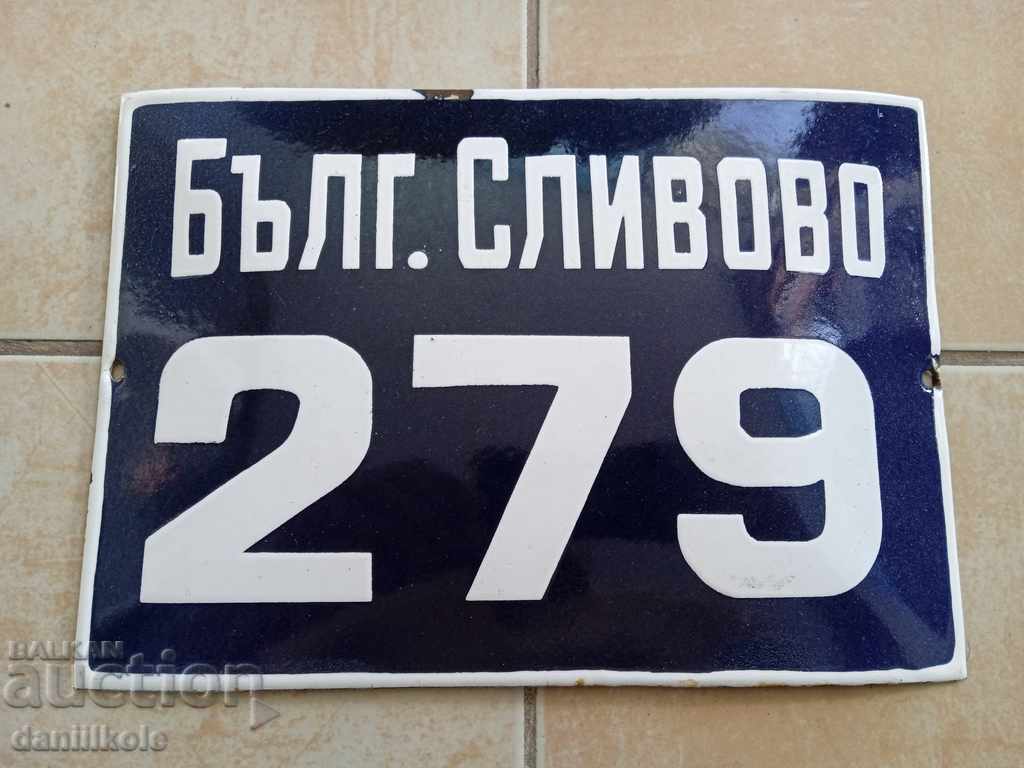 Бълг. Сливово
279
BALKAN
auction
daniilkole